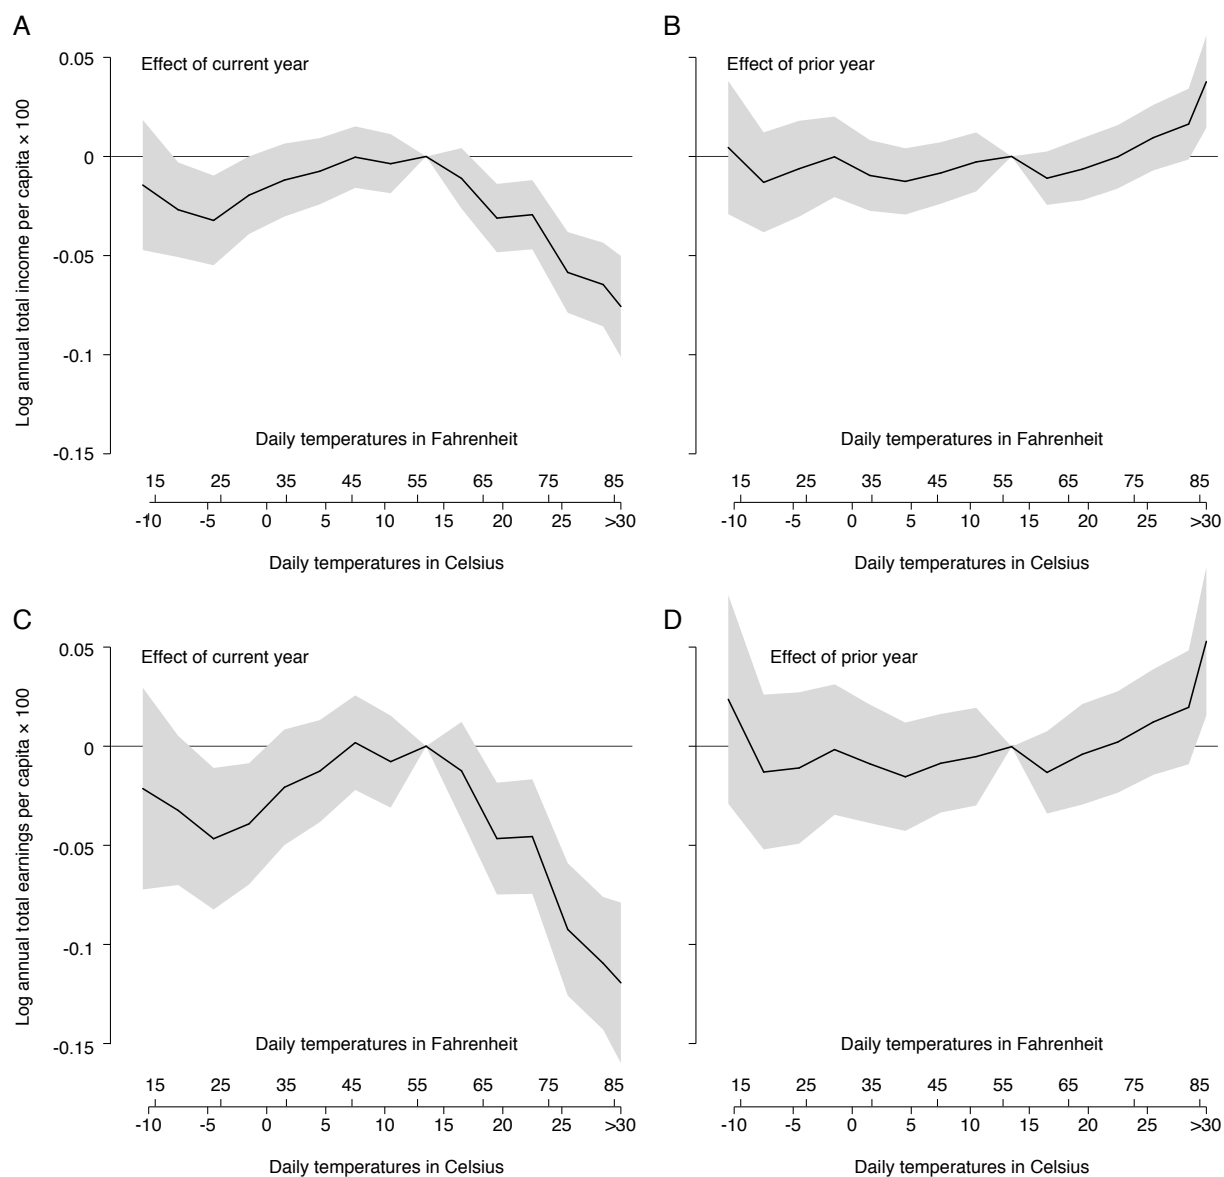 A
B
0.05
Effect of current year
Effect of prior year
0
-0.05
-0.1
-0.15
Log annual total income per capita × 100
Daily temperatures in Fahrenheit
Daily temperatures in Fahrenheit
15 25 35 45 55 65 75 85
15 25 35 45 55 65 75 85
-10 -5 0 5 10 15 20 25 >30
-10 -5 0 5 10 15 20 25 >30
Daily temperatures in Celsius
Daily temperatures in Celsius
C
D
0.05
Effect of current year
Effect of prior year
0
-0.05
-0.1
-0.15
Log annual total earnings per capita × 100
Daily temperatures in Fahrenheit
Daily temperatures in Fahrenheit
15 25 35 45 55 65 75 85
15 25 35 45 55 65 75 85
-10 -5 0 5 10 15 20 25 >30
-10 -5 0 5 10 15 20 25 >30
Daily temperatures in Celsius
Daily temperatures in Celsius